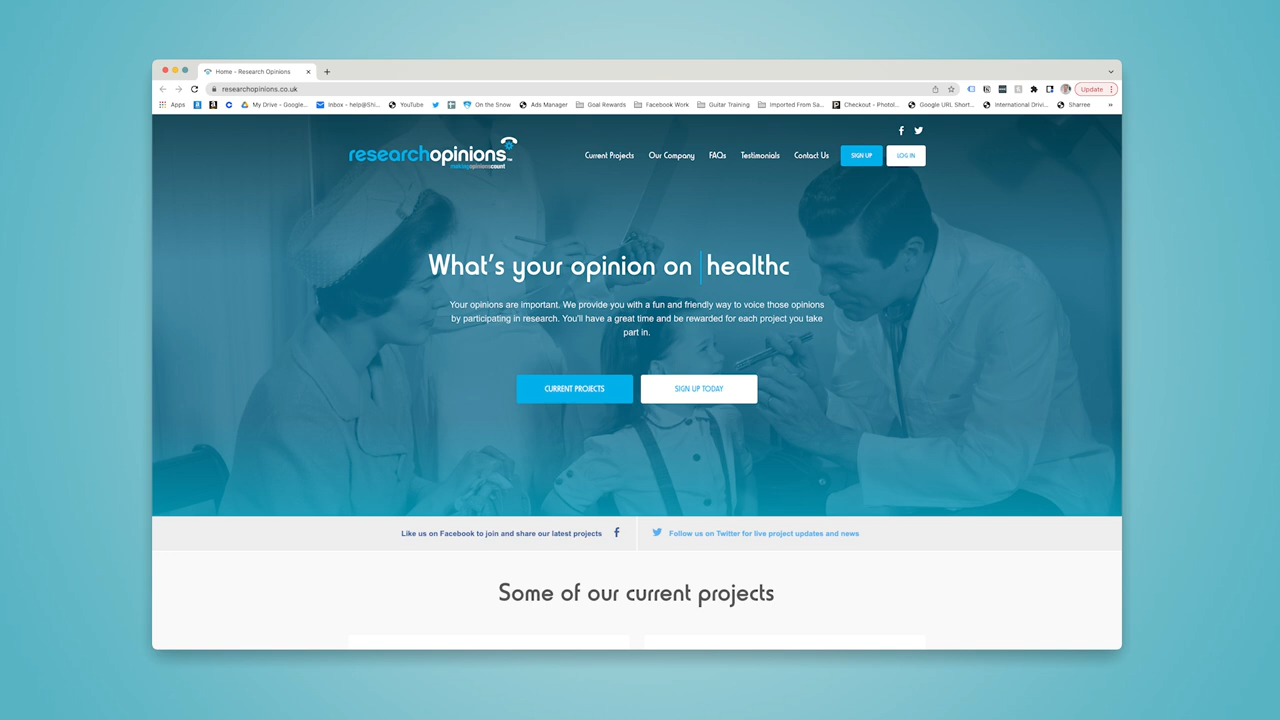 Home - Research Opinions
researchopinions.co.uk
Update
Apps
My Drive - Google...
Inbox - help@Shi...
YouTube
On the Snow
Ads Manager
Goal Rewards
Facebook Work
Guitar Training
Imported From Sa...
Checkout - Photol...
Google URL Short...
International Drivi...
Sharree
researchopinions
makingopinionscount
Current Projects
Our Company
FAQs
Testimonials
Contact Us
SIGN UP
LOG IN
What's your opinion on healthc
Your opinions are important. We provide you with a fun and friendly way to voice those opinions
by participating in research. You'll have a great time and be rewarded for each project you take
part in.
CURRENT PROJECTS
SIGN UP TODAY
Like us on Facebook to join and share our latest projects
Follow us on Twitter for live project updates and news
Some of our current projects